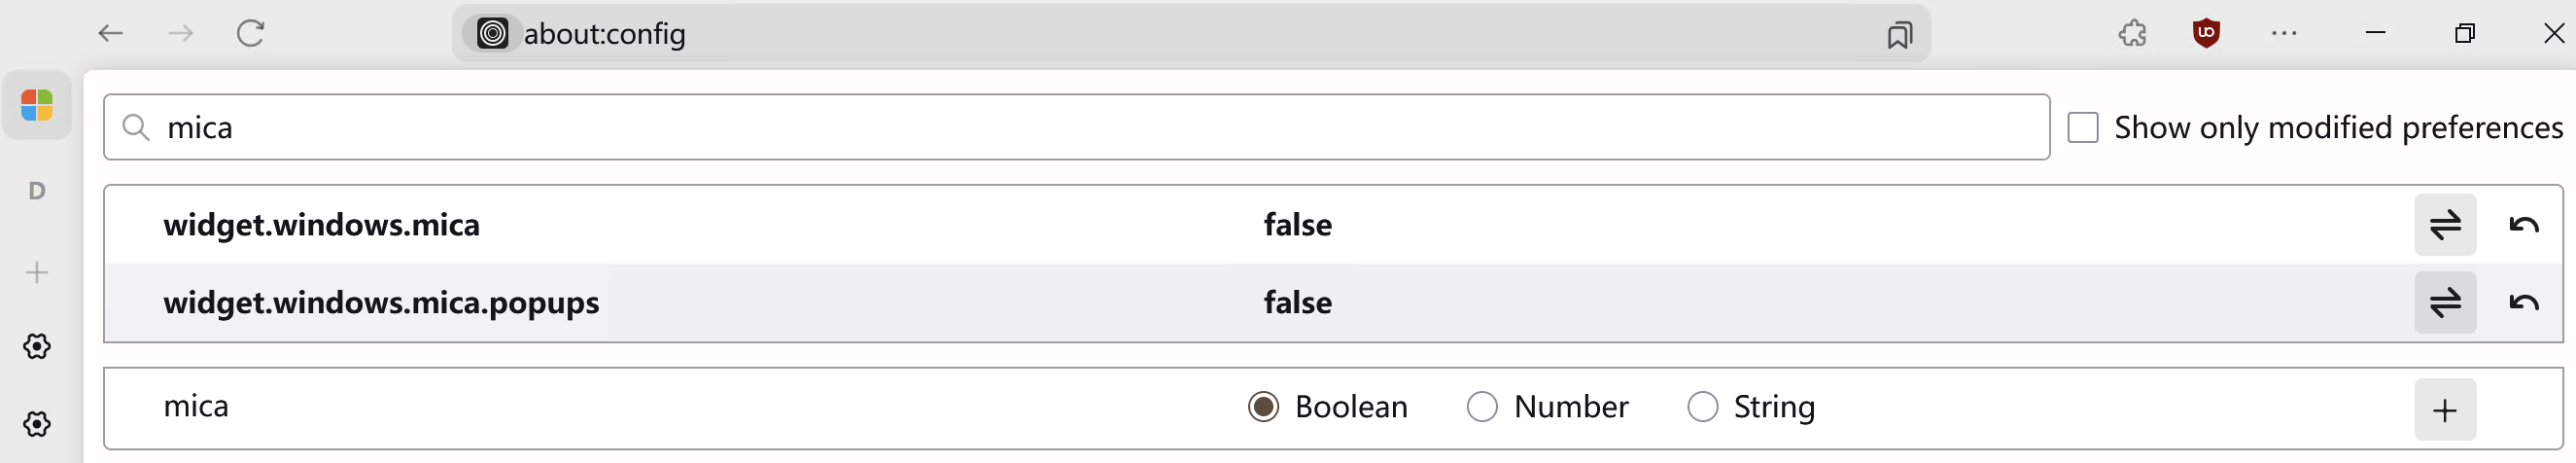 about:config
UO
mica
Show only modified preferences
D
widget.windows.mica false
widget.windows.mica.popups false
mica Boolean Number String